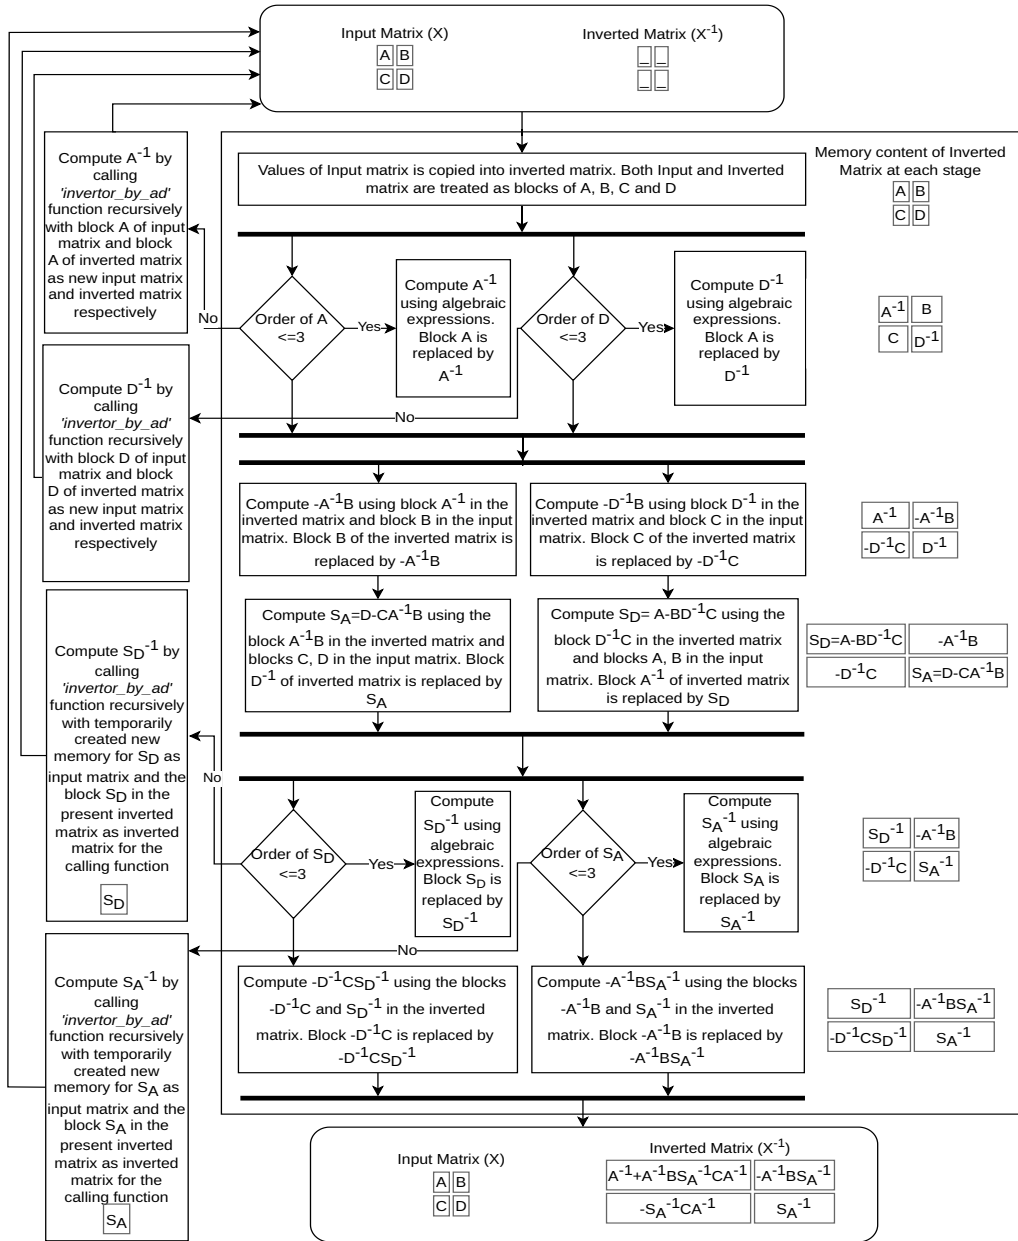 Input Matrix (X)
A B
C D
Inverted Matrix (X⁻¹)
_ _
_ _
Compute A⁻¹ by
calling
'invertor_by_ad'
function recursively
with block A of input
matrix and block
A of inverted matrix
as new input matrix
and inverted matrix
respectively
Values of Input matrix is copied into inverted matrix. Both Input and Inverted
matrix are treated as blocks of A, B, C and D
Memory content of Inverted
Matrix at each stage
A B
C D
No
Order of A
<=3
Yes
Compute A⁻¹
using algebraic
expressions.
Block A is
replaced by
A⁻¹
Order of D
<=3
Yes
Compute D⁻¹
using algebraic
expressions.
Block A is
replaced by
D⁻¹
A⁻¹ B
C D⁻¹
No
Compute D⁻¹ by
calling
'invertor_by_ad'
function recursively
with block D of input
matrix and block
D of inverted matrix
as new input matrix
and inverted matrix
respectively
Compute -A⁻¹B using block A⁻¹ in the
inverted matrix and block B in the input
matrix. Block B of the inverted matrix is
replaced by -A⁻¹B
Compute -D⁻¹B using block D⁻¹ in the
inverted matrix and block C in the input
matrix. Block C of the inverted matrix
is replaced by -D⁻¹C
A⁻¹ -A⁻¹B
-D⁻¹C D⁻¹
Compute S_A=D-CA⁻¹B using the
block A⁻¹B in the inverted matrix and
blocks C, D in the input matrix. Block
D⁻¹ of inverted matrix is replaced by
S_A
Compute S_D= A-BD⁻¹C using the
block D⁻¹C in the inverted matrix
and blocks A, B in the input
matrix. Block A⁻¹ of inverted matrix
is replaced by S_D
S_D=A-BD⁻¹C -A⁻¹B
-D⁻¹C S_A=D-CA⁻¹B
Compute S_D⁻¹ by
calling
'invertor_by_ad'
function recursively
with temporarily
created new
memory for S_D as
input matrix and the
block S_D in the
present inverted
matrix as inverted
matrix for the
calling function
S_D
No
Order of S_D
<=3
Yes
Compute
S_D⁻¹ using
algebraic
expressions.
Block S_D is
replaced by
S_D⁻¹
Order of S_A
<=3
Yes
Compute
S_A⁻¹ using
algebraic
expressions.
Block S_A is
replaced by
S_A⁻¹
S_D⁻¹ -A⁻¹B
-D⁻¹C S_A⁻¹
No
Compute S_A⁻¹ by
calling
'invertor_by_ad'
function recursively
with temporarily
created new
memory for S_A as
input matrix and the
block S_A in the
present inverted
matrix as inverted
matrix for the
calling function
S_A
Compute -D⁻¹CS_D⁻¹ using the blocks
-D⁻¹C and S_D⁻¹ in the inverted
matrix. Block -D⁻¹C is replaced by
-D⁻¹CS_D⁻¹
Compute -A⁻¹BS_A⁻¹ using the blocks
-A⁻¹B and S_A⁻¹ in the inverted
matrix. Block -A⁻¹B is replaced by
-A⁻¹BS_A⁻¹
S_D⁻¹ -A⁻¹BS_A⁻¹
-D⁻¹CS_D⁻¹ S_A⁻¹
Input Matrix (X)
A B
C D
Inverted Matrix (X⁻¹)
A⁻¹+A⁻¹BS_A⁻¹CA⁻¹ -A⁻¹BS_A⁻¹
-S_A⁻¹CA⁻¹ S_A⁻¹